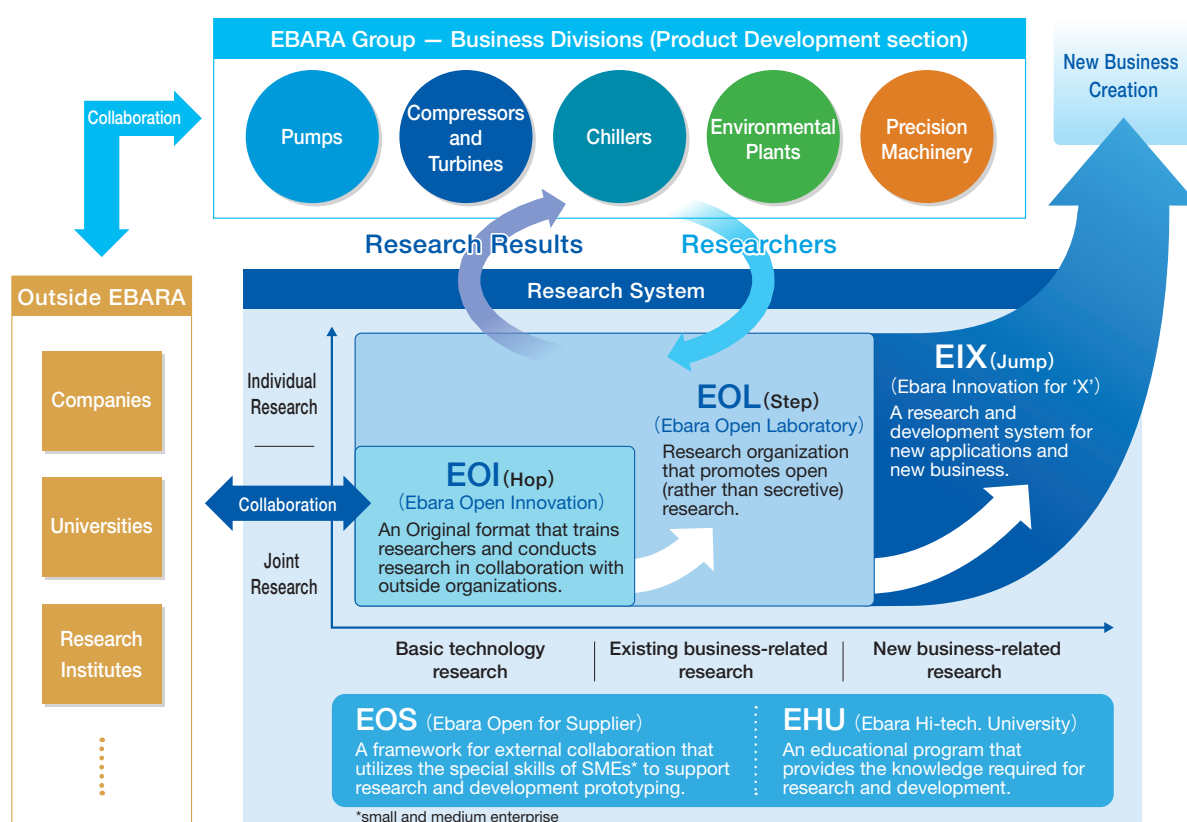 EBARA Group — Business Divisions (Product Development section)
Pumps
Compressors
and
Turbines
Chillers
Environmental
Plants
Precision
Machinery
New Business
Creation
Collaboration
Research Results
Researchers
Outside EBARA
Companies
Universities
Research
Institutes
Collaboration
Research System
Individual
Research
Joint
Research
EOI (Hop)
(Ebara Open Innovation)
An Original format that trains
researchers and conducts
research in collaboration with
outside organizations.
EOL (Step)
(Ebara Open Laboratory)
Research organization
that promotes open
(rather than secretive)
research.
EIX (Jump)
(Ebara Innovation for ‘X’)
A research and
development system for
new applications and
new business.
Basic technology
research
Existing business-related
research
New business-related
research
EOS (Ebara Open for Supplier)
A framework for external collaboration that
utilizes the special skills of SMEs* to support
research and development prototyping.
EHU (Ebara Hi-tech. University)
An educational program that
provides the knowledge required for
research and development.
*small and medium enterprise